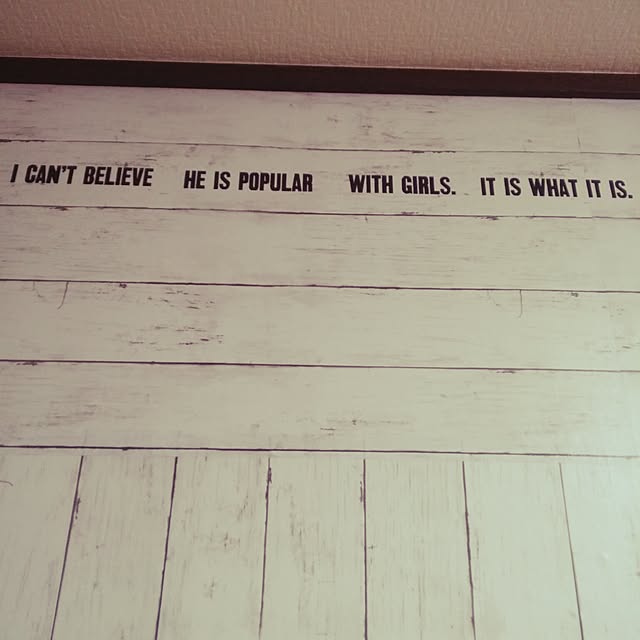 I CAN'T BELIEVE HE IS POPULAR WITH GIRLS. IT IS WHAT IT IS.